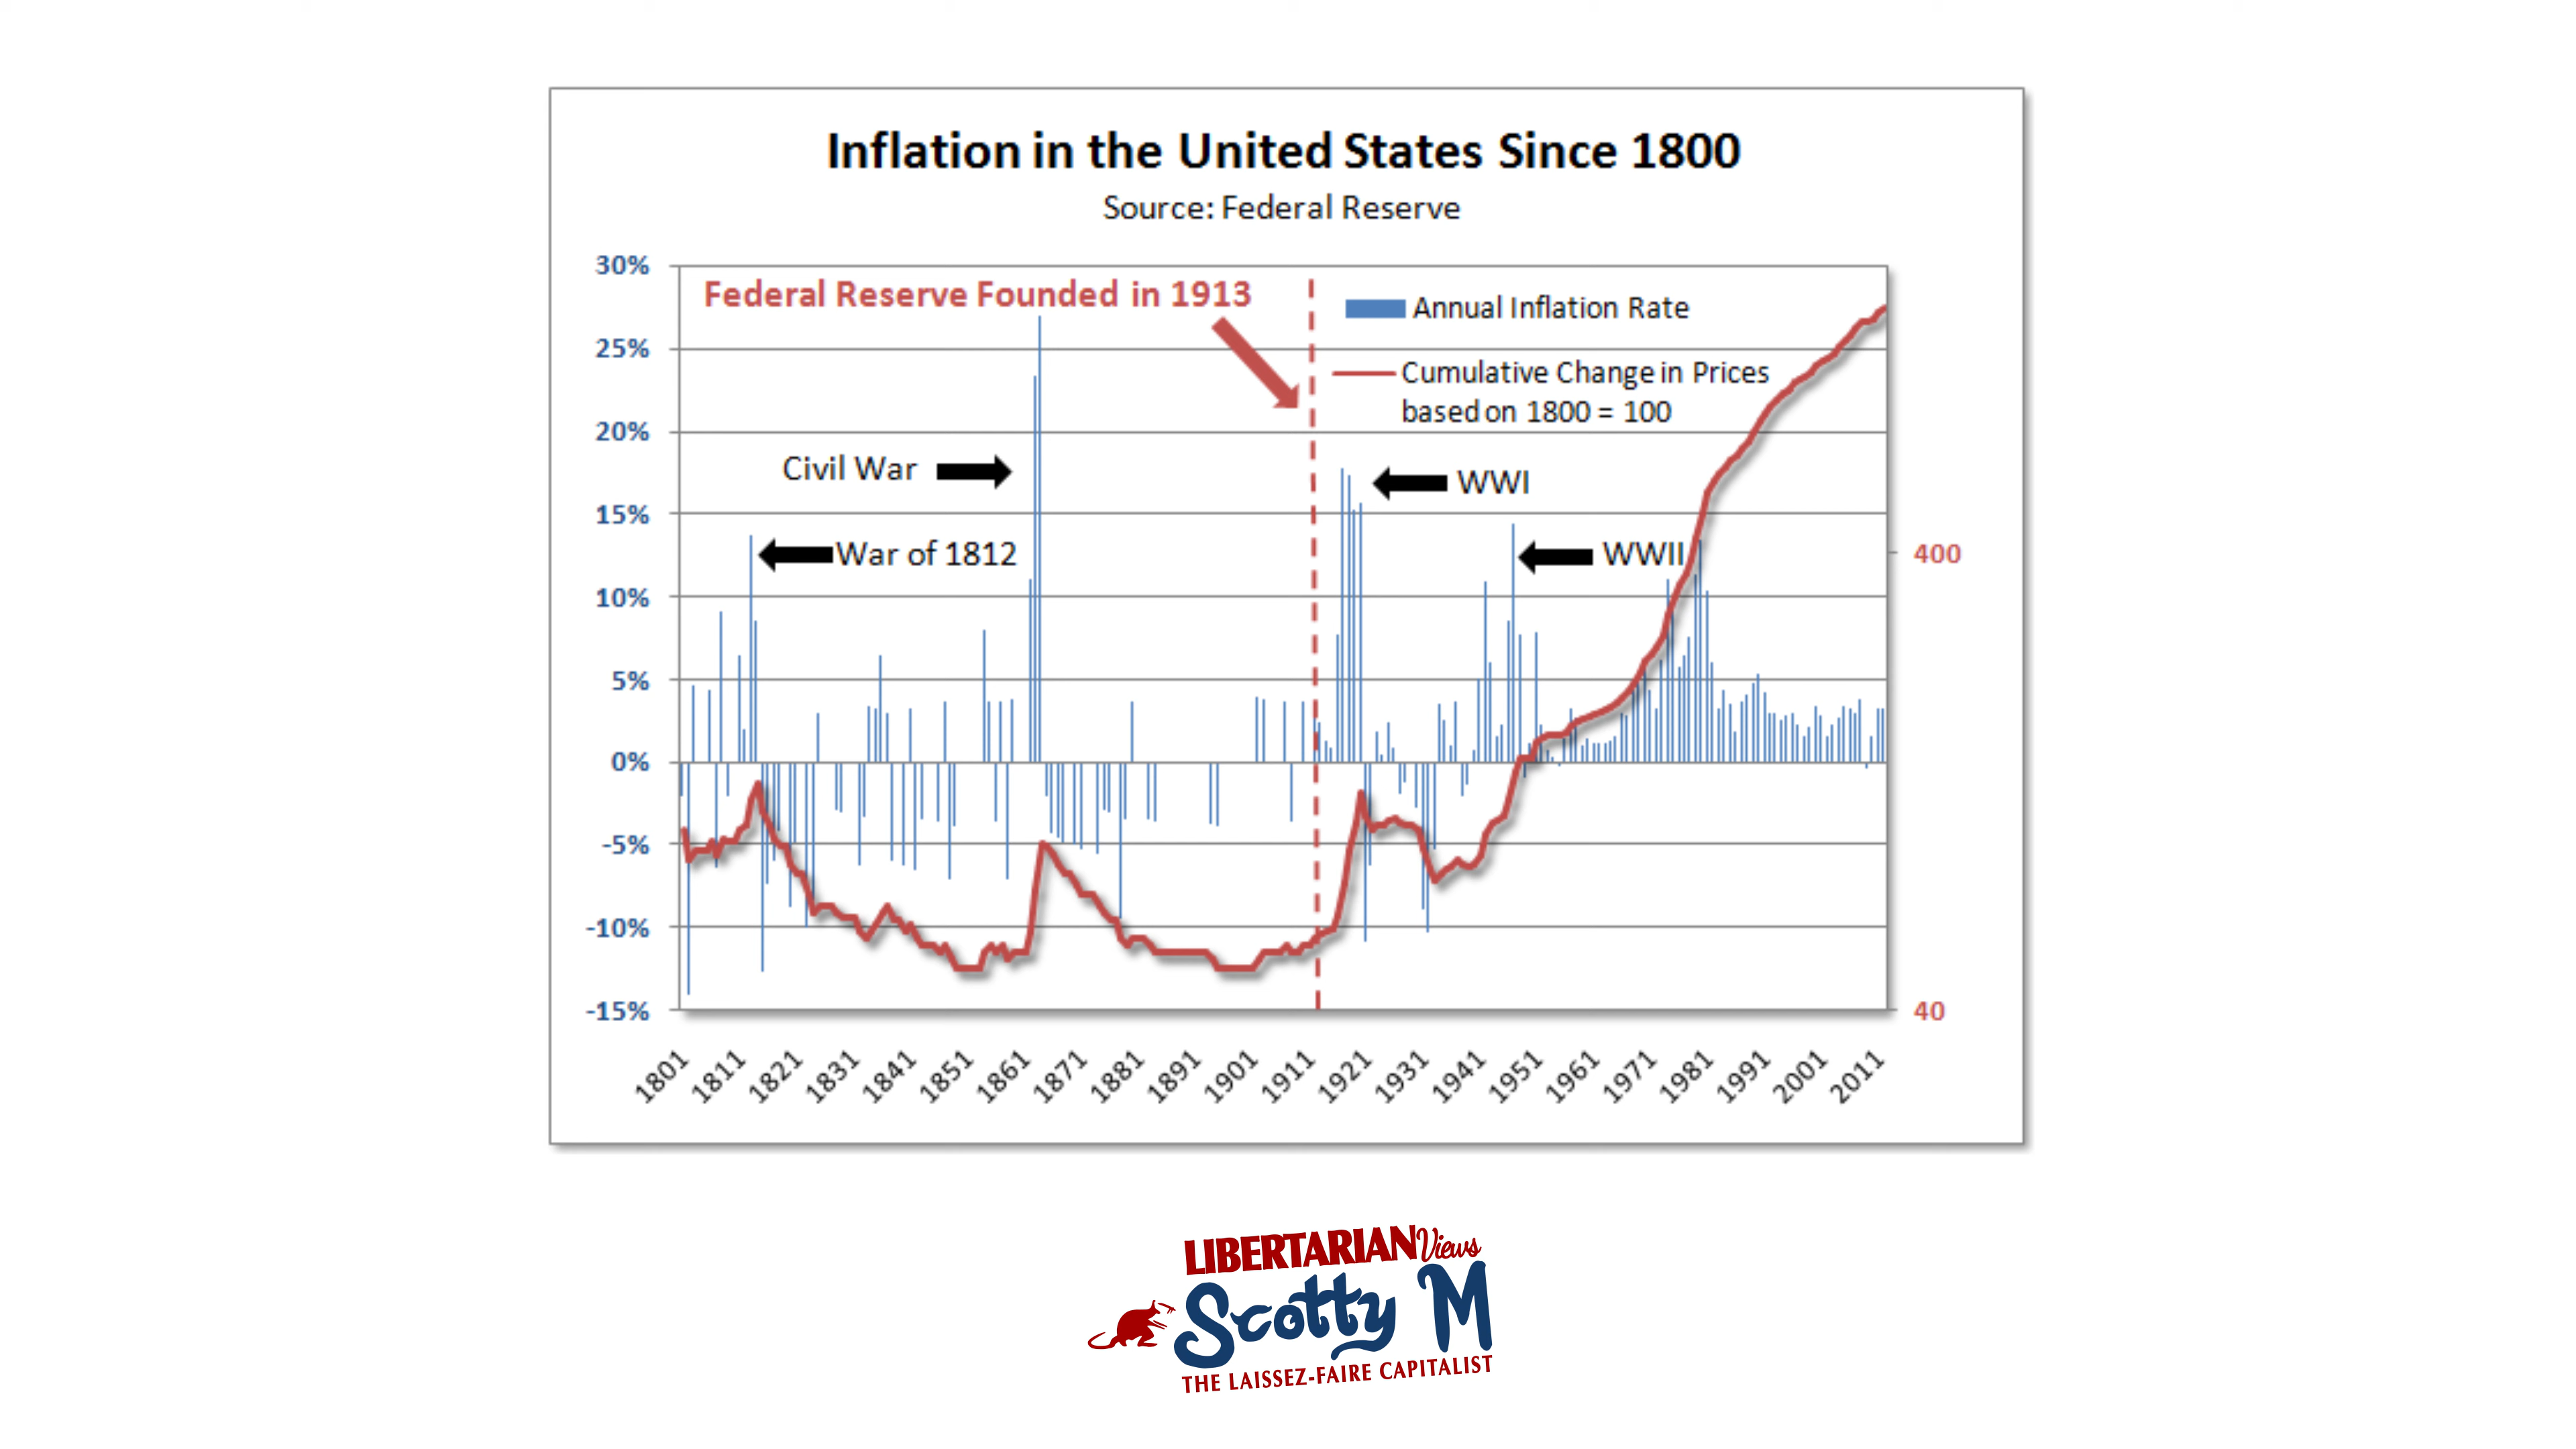 Inflation in the United States Since 1800
Source: Federal Reserve
30%
25%
20%
15%
10%
5%
0%
-5%
-10%
-15%
Federal Reserve Founded in 1913
Annual Inflation Rate
Cumulative Change in Prices
based on 1800 = 100
Civil War
War of 1812
WWI
WWII
400
40
1801
1811
1821
1831
1841
1851
1861
1871
1881
1891
1901
1911
1921
1931
1941
1951
1961
1971
1981
1991
2001
2011
LIBERTARIAN Views
Scotty M
THE LAISSEZ-FAIRE CAPITALIST